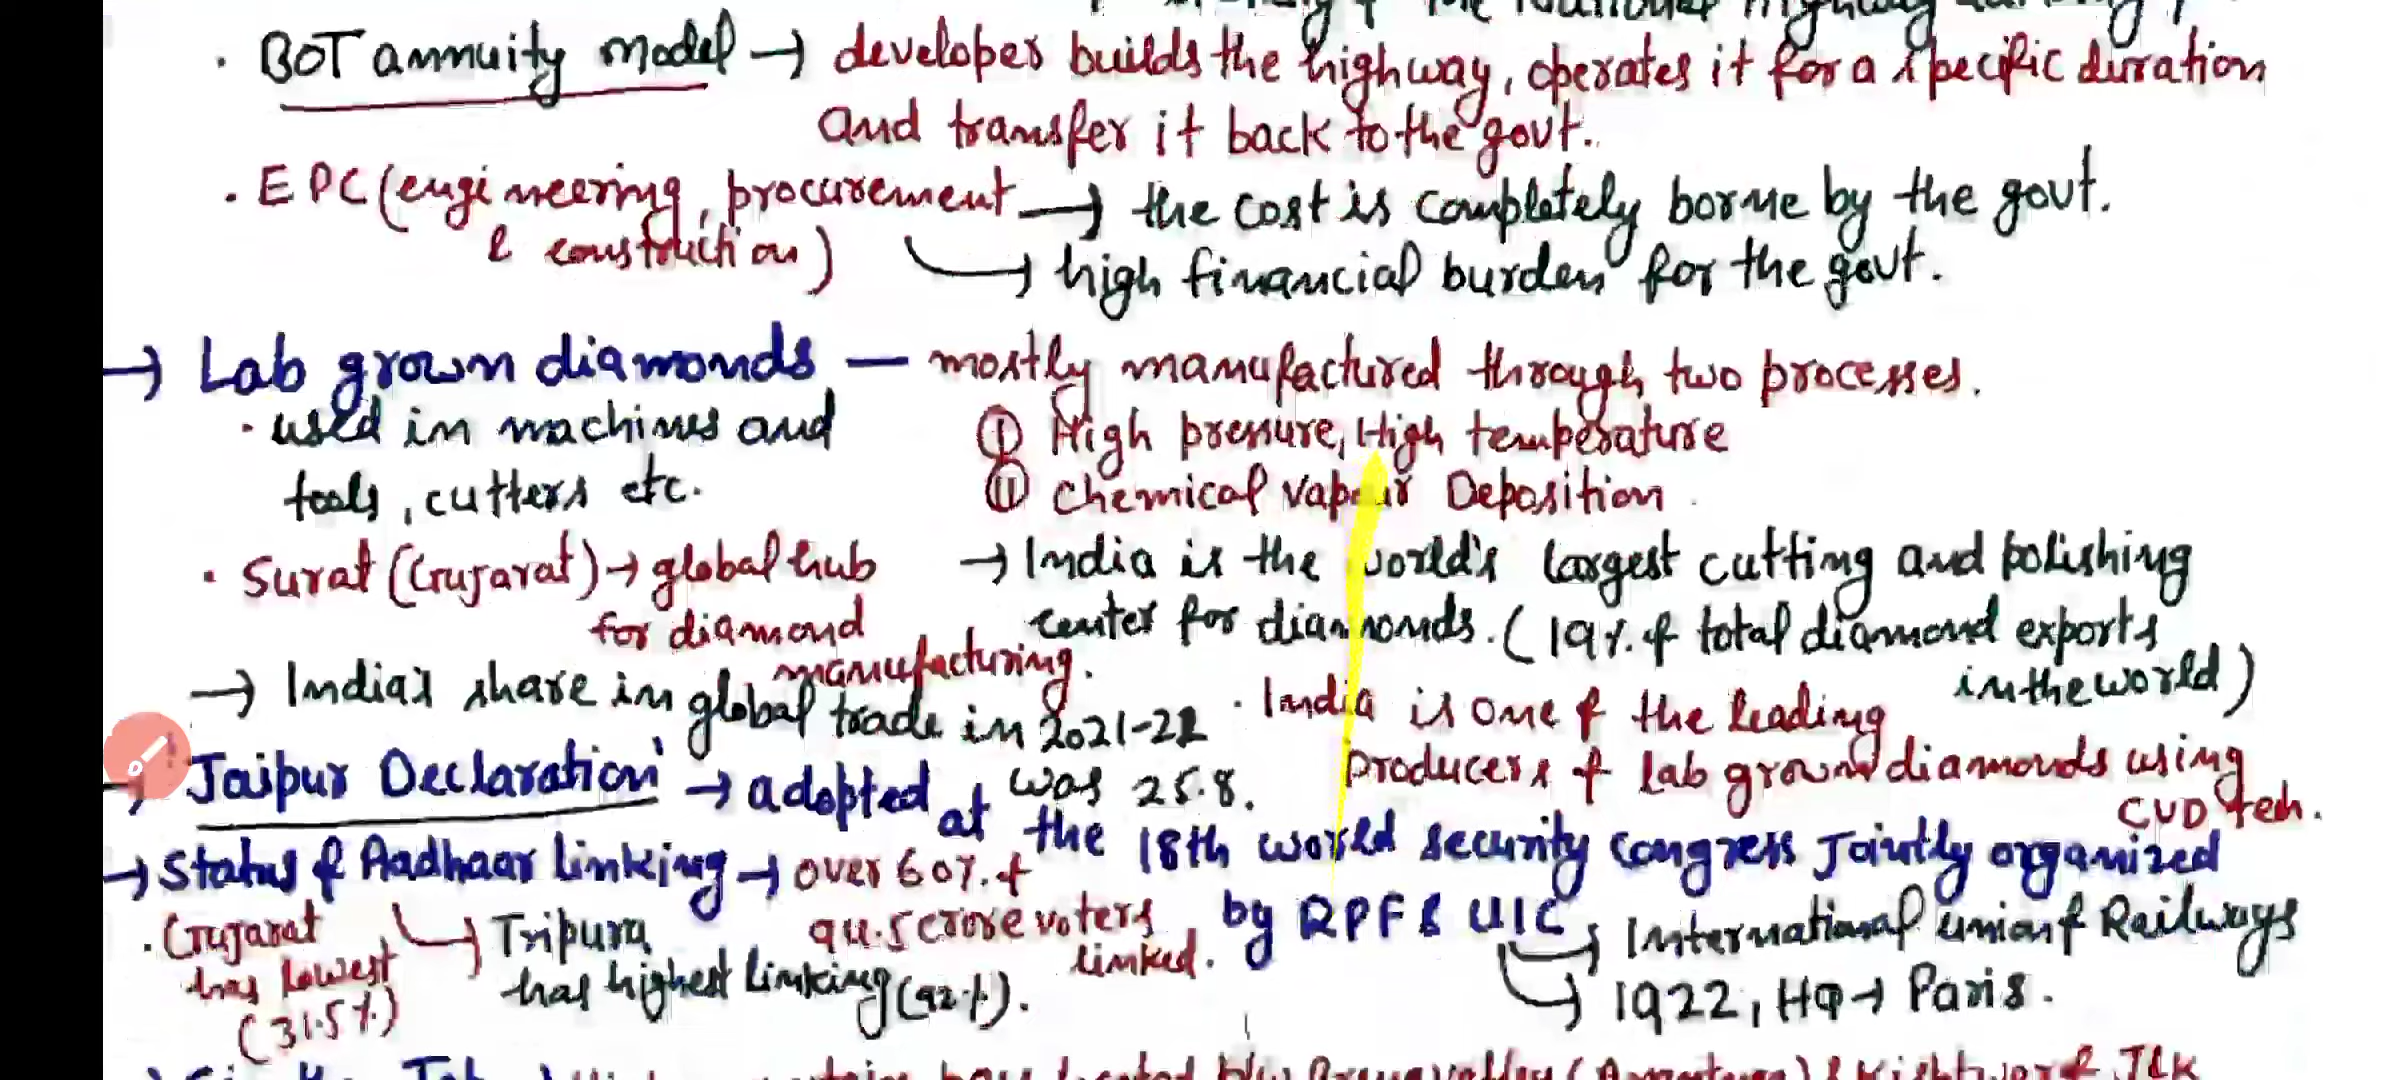 the National Highway
· BOT annuity model → developer builds the highway, operates it for a specific duration
and transfer it back to the govt.
· EPC (engineering, procurement → the cost is completely borne by the govt.
& construction) → high financial burden for the govt.
→ Lab grown diamonds — mostly manufactured through two processes.
· used in machines and
tools, cutters etc.
Ⓘ High pressure, High temperature
Ⓘⓘ Chemical vapour Deposition
· Surat (Gujarat) → global hub
for diamond
manufacturing.
→ India is the world's largest cutting and polishing
center for diamonds. (19% of total diamond exports
in the world)
→ India's share in global trade in 2021-22
was 25.8.
· India is one of the leading
producers of lab grown diamonds using
CVD tech.
→ 'Jaipur Declaration' → adopted at the 18th world security congress Jointly organized
by RPF & UIC → International union of Railways
→ 1922, HQ → Paris.
→ Status of Aadhaar linking → over 60% of
94.5 crore voters
linked.
· Gujarat
has lowest
(31.5%)
→ Tripura
has highest linking (92%).